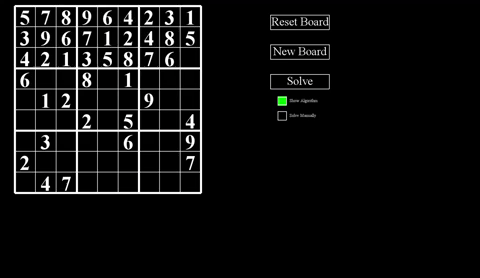 5 7 8 9 6 4 2 3 1
3 9 6 7 1 2 4 8 5
4 2 1 3 5 8 7 6
6 8 1
1 2 9
2 5 4
3 6 9
2 7
4 7
Reset Board
New Board
Solve
Show Algorithm
Solve Manually